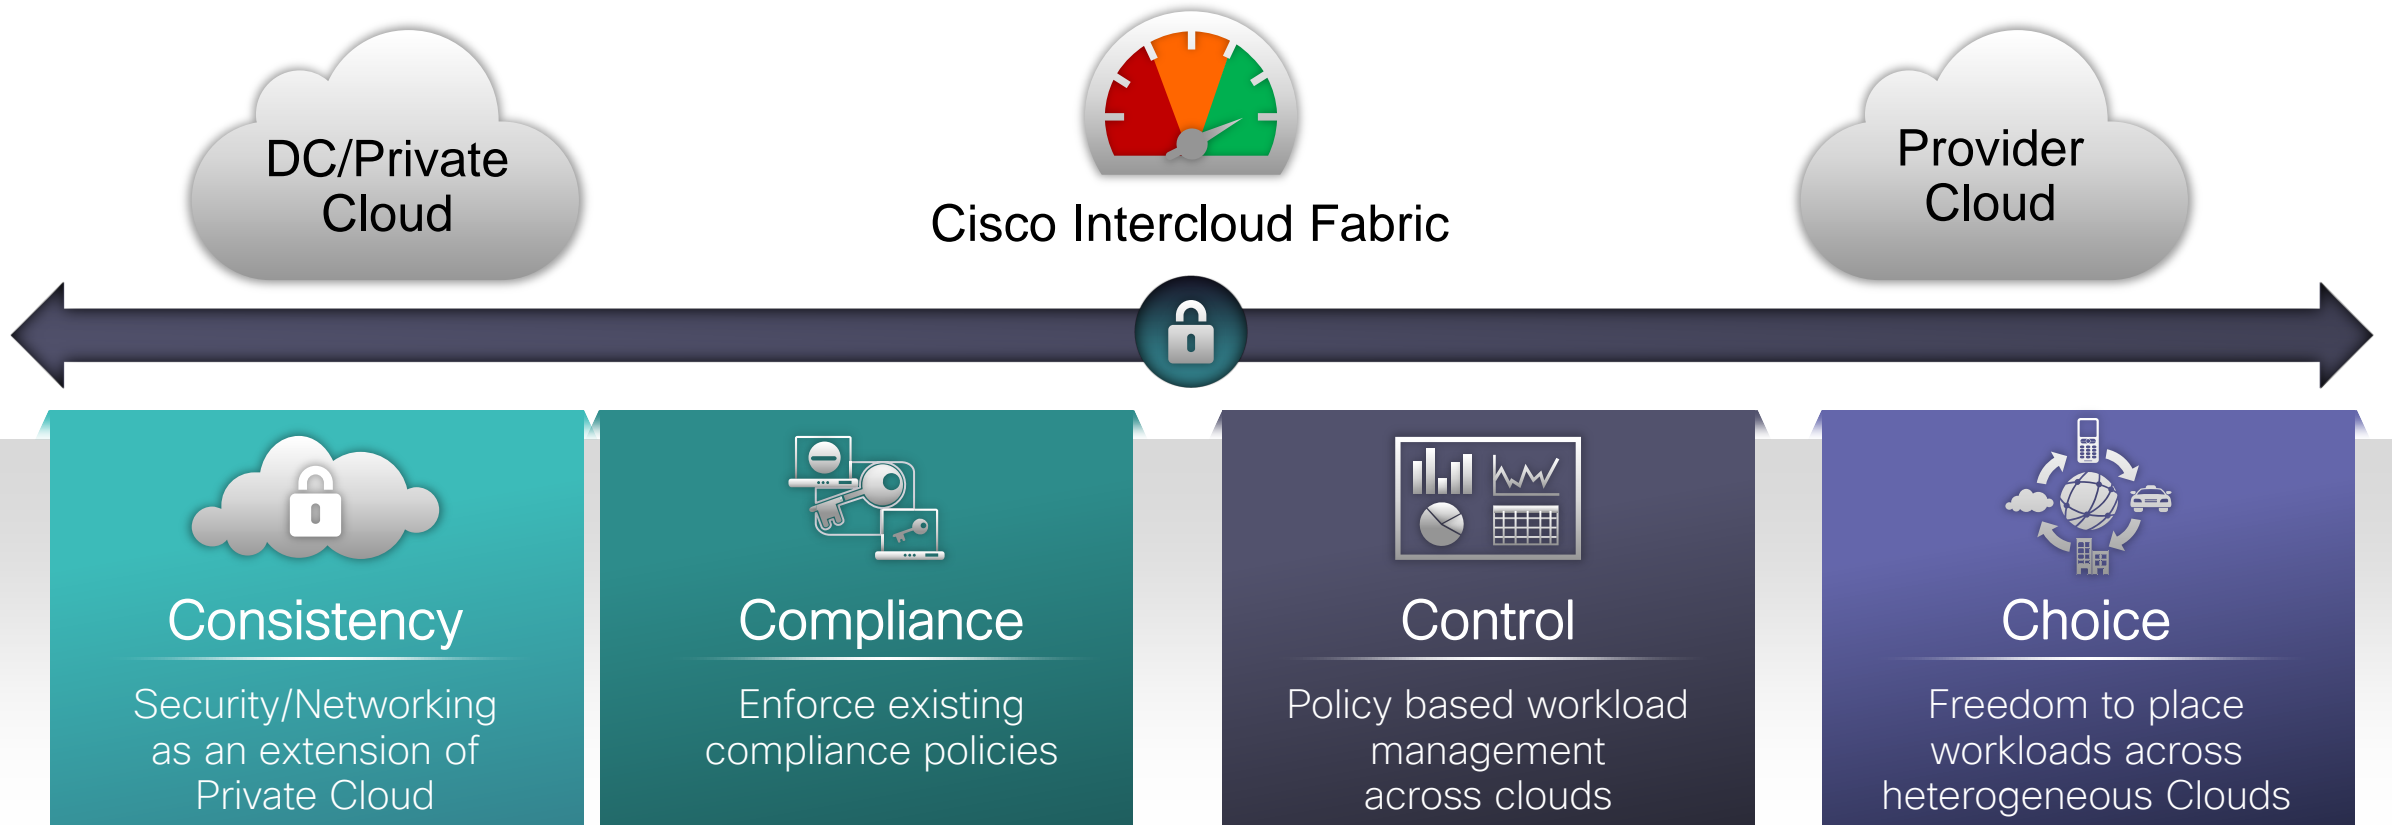 DC/Private
Cloud
Cisco Intercloud Fabric
Provider
Cloud
Consistency
Security/Networking
as an extension of
Private Cloud
Compliance
Enforce existing
compliance policies
Control
Policy based workload
management
across clouds
Choice
Freedom to place
workloads across
heterogeneous Clouds